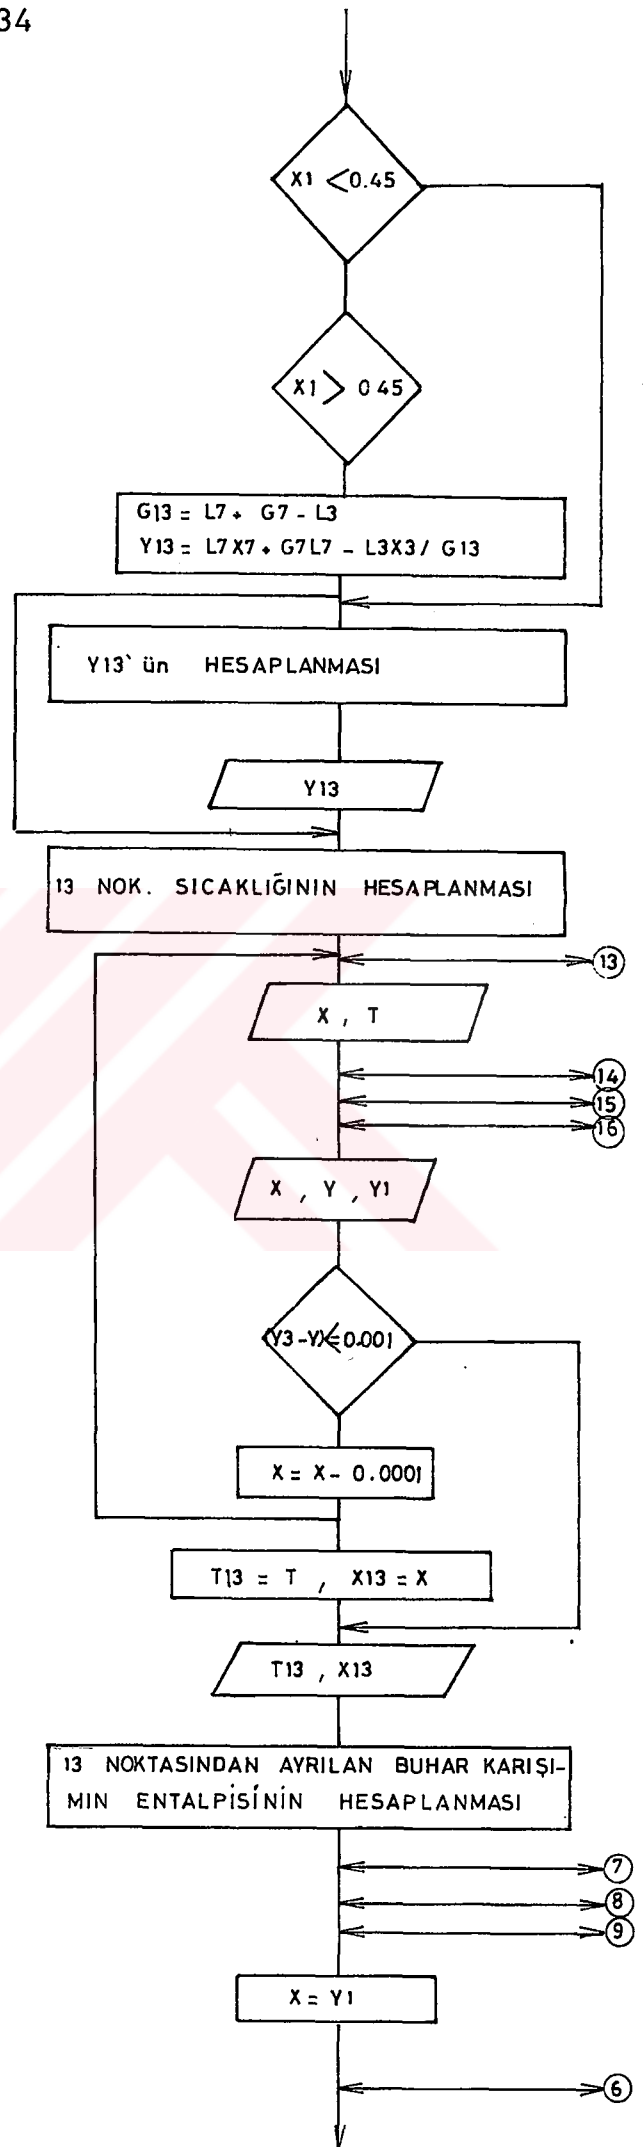 34
X1 <0.45
X1 > 0 45
G13 = L7 + G7 - L3
Y13 = L7X7 + G7L7 - L3X3 / G13
Y13` ün HESAPLANMASI
Y13
13 NOK. SICAKLIĞININ HESAPLANMASI
13
X , T
14
15
16
X , Y , Y1
(Y3-Y)<=0.001
X = X - 0.0001
T13 = T , X13 = X
T13 , X13
13 NOKTASINDAN AYRILAN BUHAR KARIŞI-
MIN ENTALPİSİNİN HESAPLANMASI
7
8
9
X = Y1
6